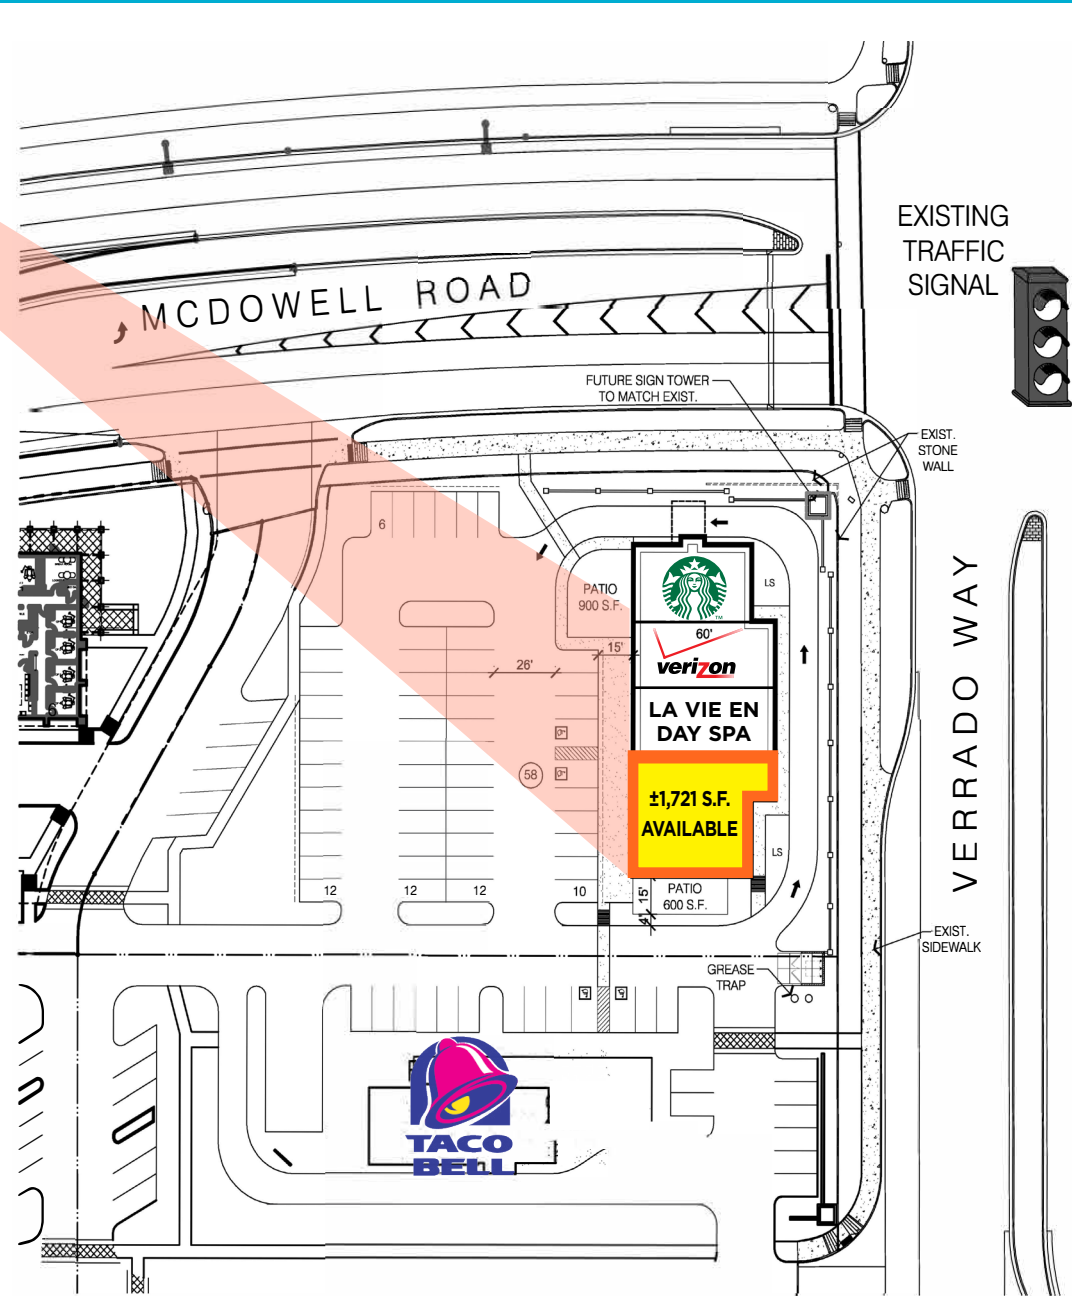 EXISTING
TRAFFIC
SIGNAL
MCDOWELL ROAD
FUTURE SIGN TOWER
TO MATCH EXIST.
EXIST.
STONE
WALL
6
6
PATIO
900 S.F.
LS
TM
60'
15'
verizon
26'
LA VIE EN
DAY SPA
58
±1,721 S.F.
AVAILABLE
LS
VERRADO WAY
12
12
12
10
PATIO
600 S.F.
15'
4'
EXIST.
SIDEWALK
GREASE
TRAP
TACO
BELL